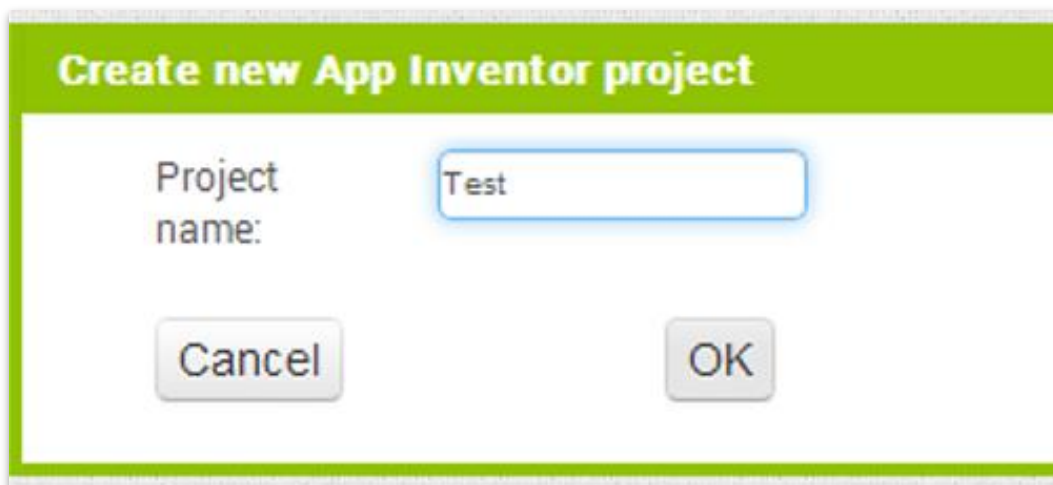 Create new App Inventor project
Project
name:
Test
Cancel
OK